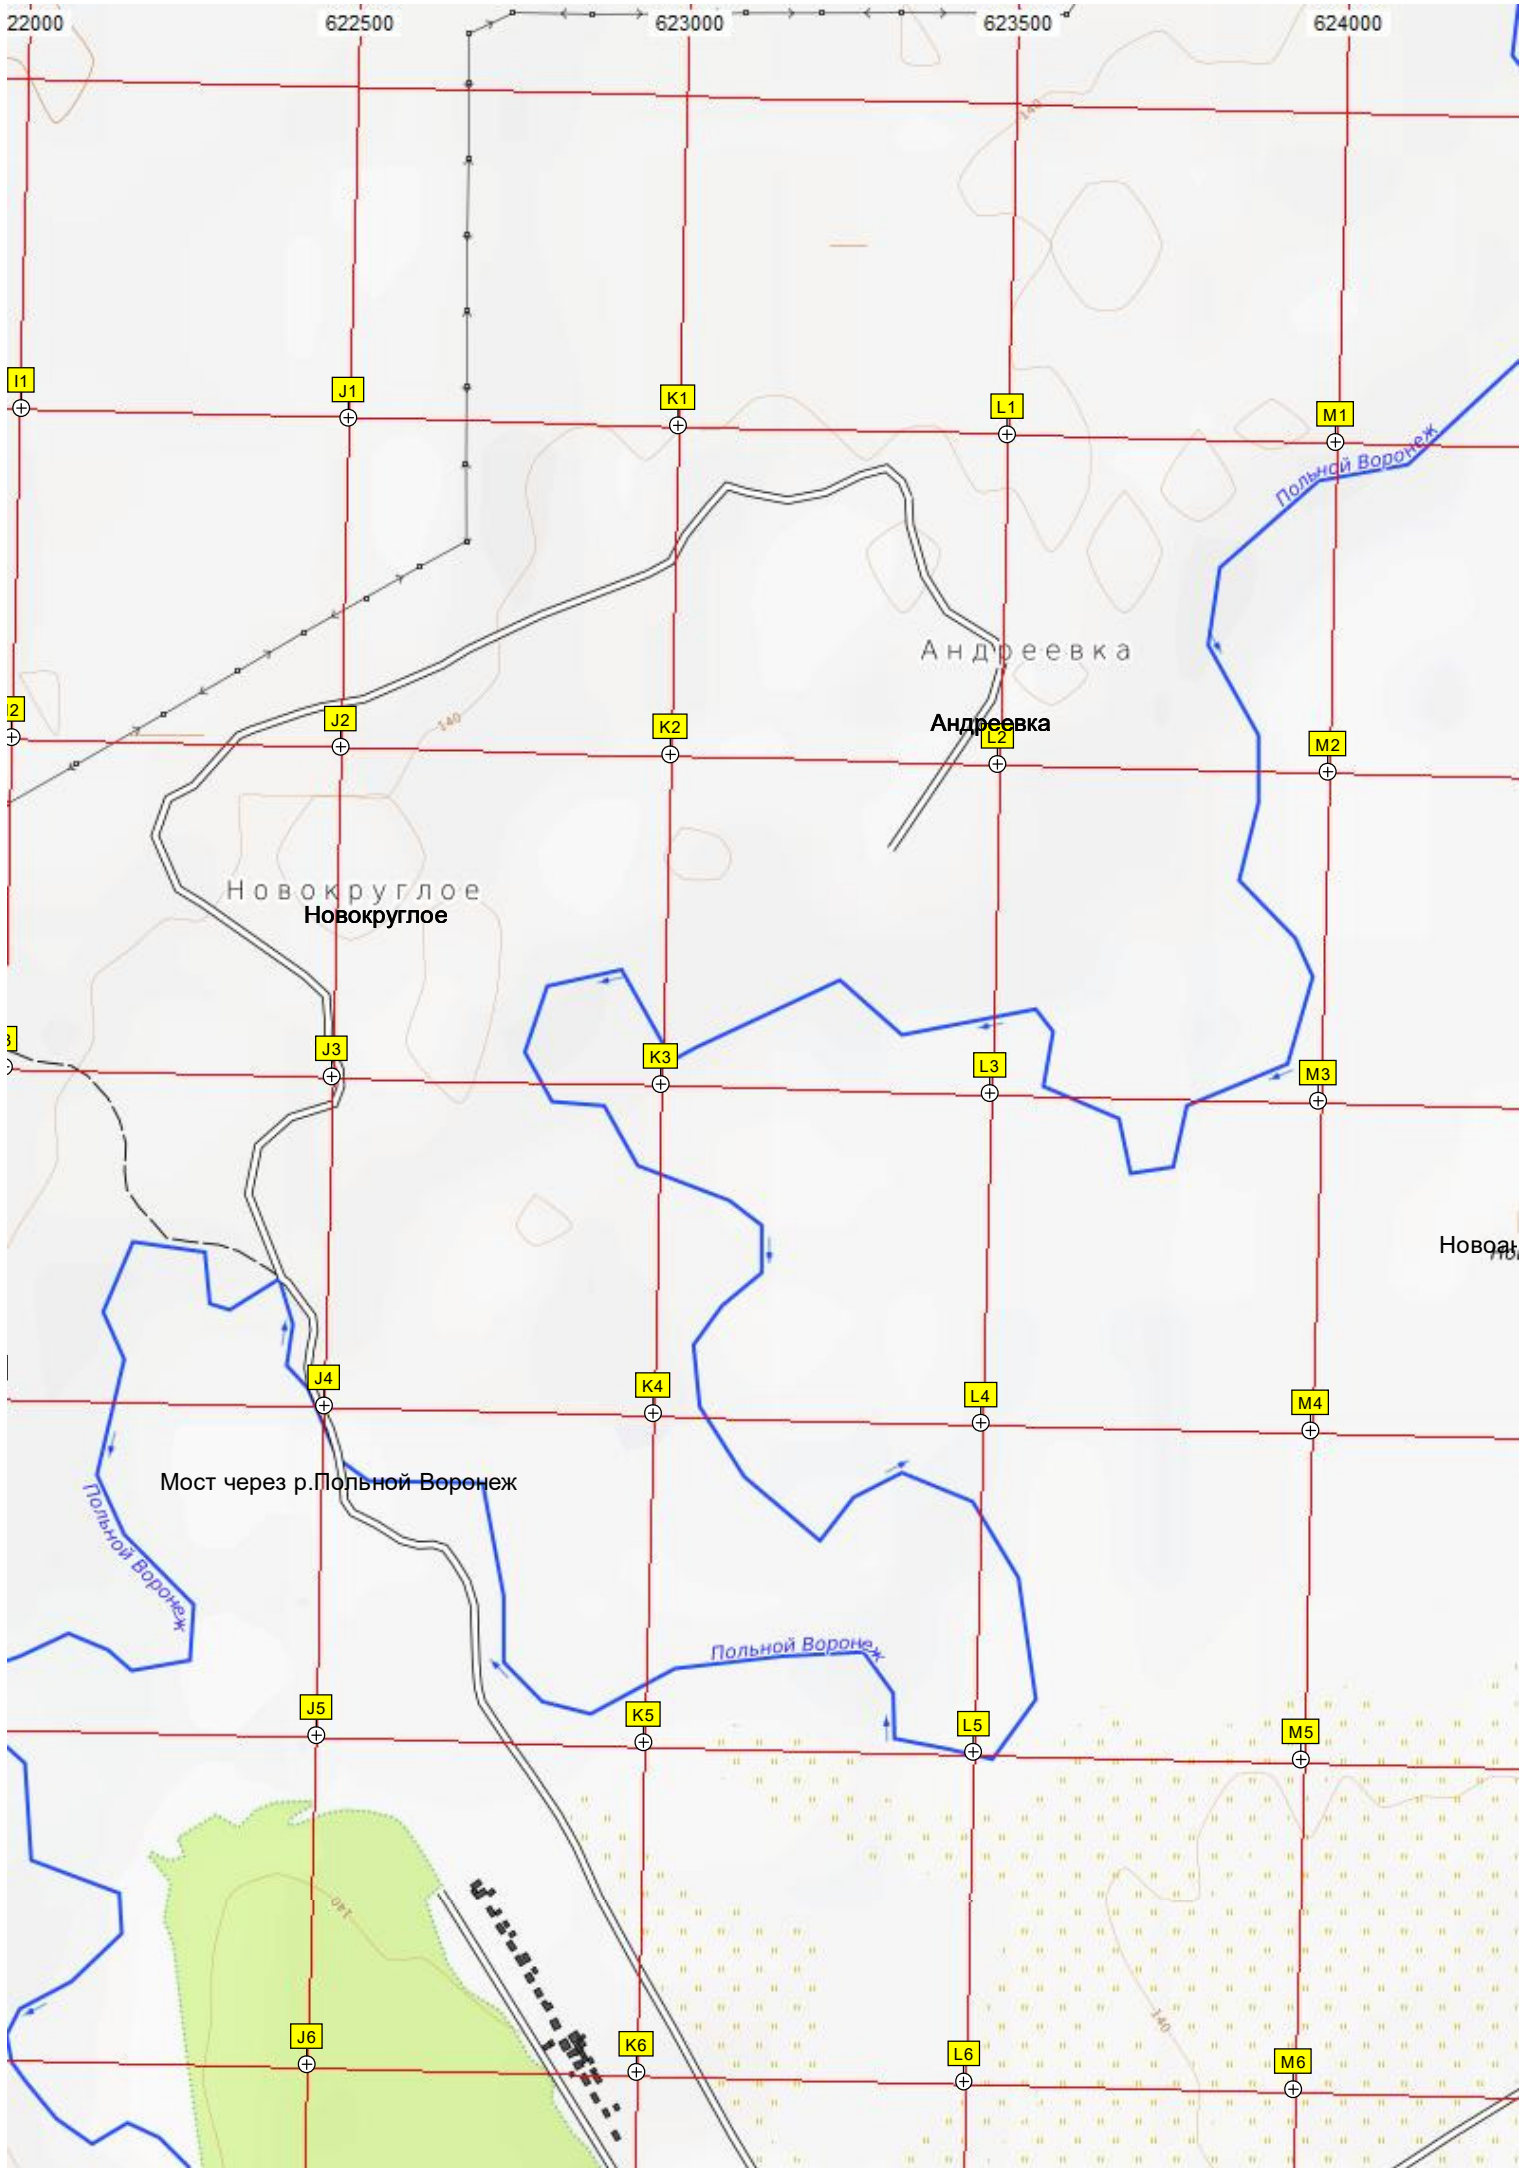 22000 622500 623000 623500 624000
140
I1 J1 K1 L1 M1
Польной Воронеж
Андреевка
Андреевка
2 J2 K2 L2 M2
140
Новокруглое
Новокруглое
3 J3 K3 L3 M3
Новоан
J4 K4 L4 M4
Мост через р.Польной Воронеж
Польной Воронеж
Польной Воронеж
J5 K5 L5 M5
140
140
J6 K6 L6 M6